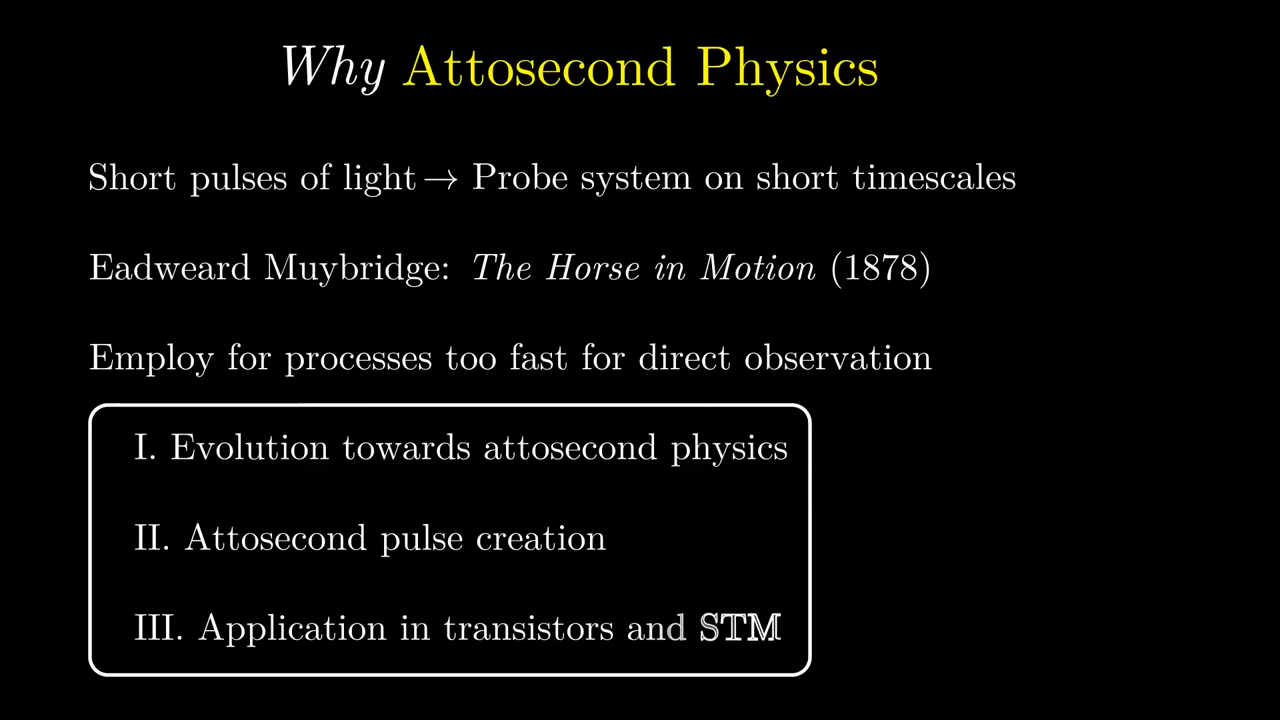 Why Attosecond Physics
Short pulses of light → Probe system on short timescales
Eadweard Muybridge: The Horse in Motion (1878)
Employ for processes too fast for direct observation
I. Evolution towards attosecond physics
II. Attosecond pulse creation
III. Application in transistors and STM